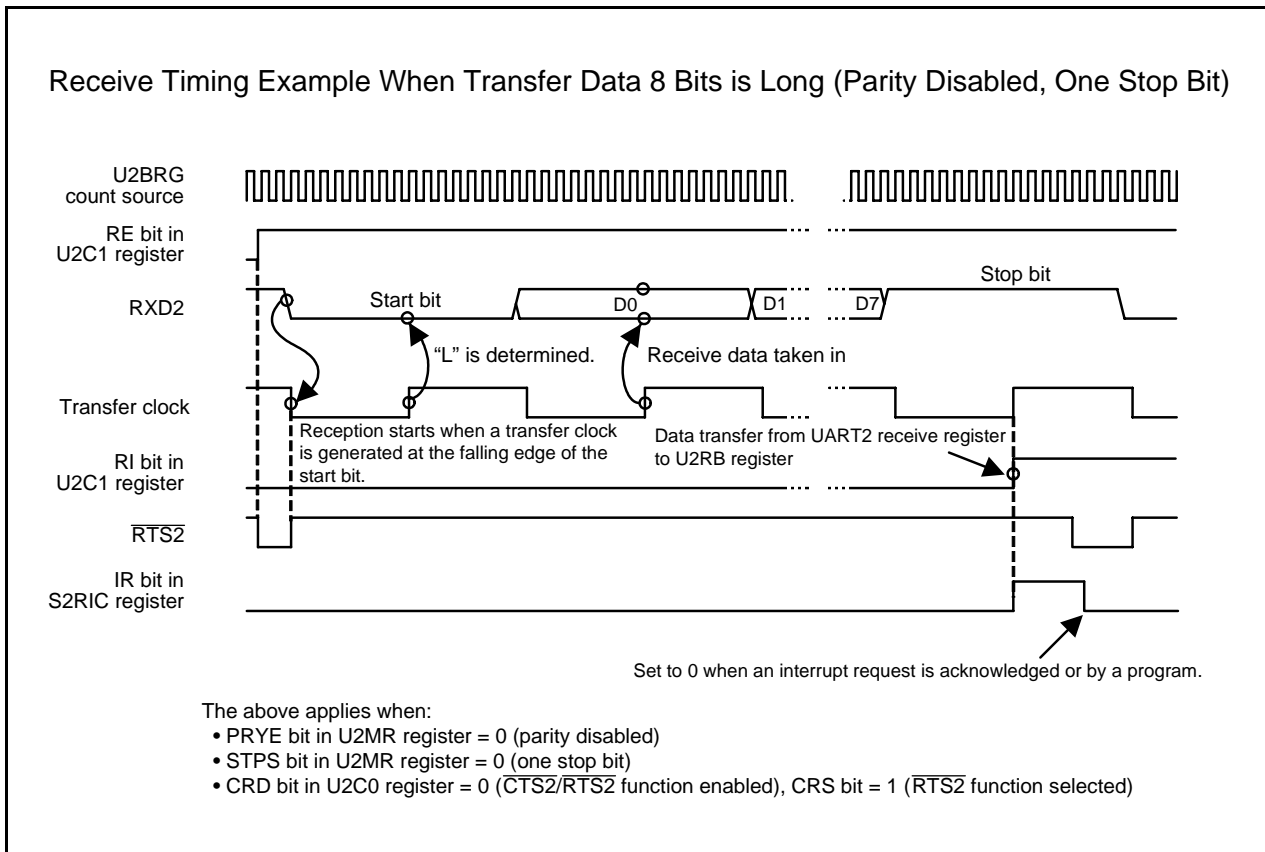 Receive Timing Example When Transfer Data 8 Bits is Long (Parity Disabled, One Stop Bit)
U2BRG
count source
RE bit in
U2C1 register
RXD2
Start bit
D0
D1
D7
Stop bit
“L” is determined.
Receive data taken in
Transfer clock
Reception starts when a transfer clock
is generated at the falling edge of the
start bit.
Data transfer from UART2 receive register
to U2RB register
RI bit in
U2C1 register
RTS2
IR bit in
S2RIC register
Set to 0 when an interrupt request is acknowledged or by a program.
The above applies when:
• PRYE bit in U2MR register = 0 (parity disabled)
• STPS bit in U2MR register = 0 (one stop bit)
• CRD bit in U2C0 register = 0 (CTS2/RTS2 function enabled), CRS bit = 1 (RTS2 function selected)